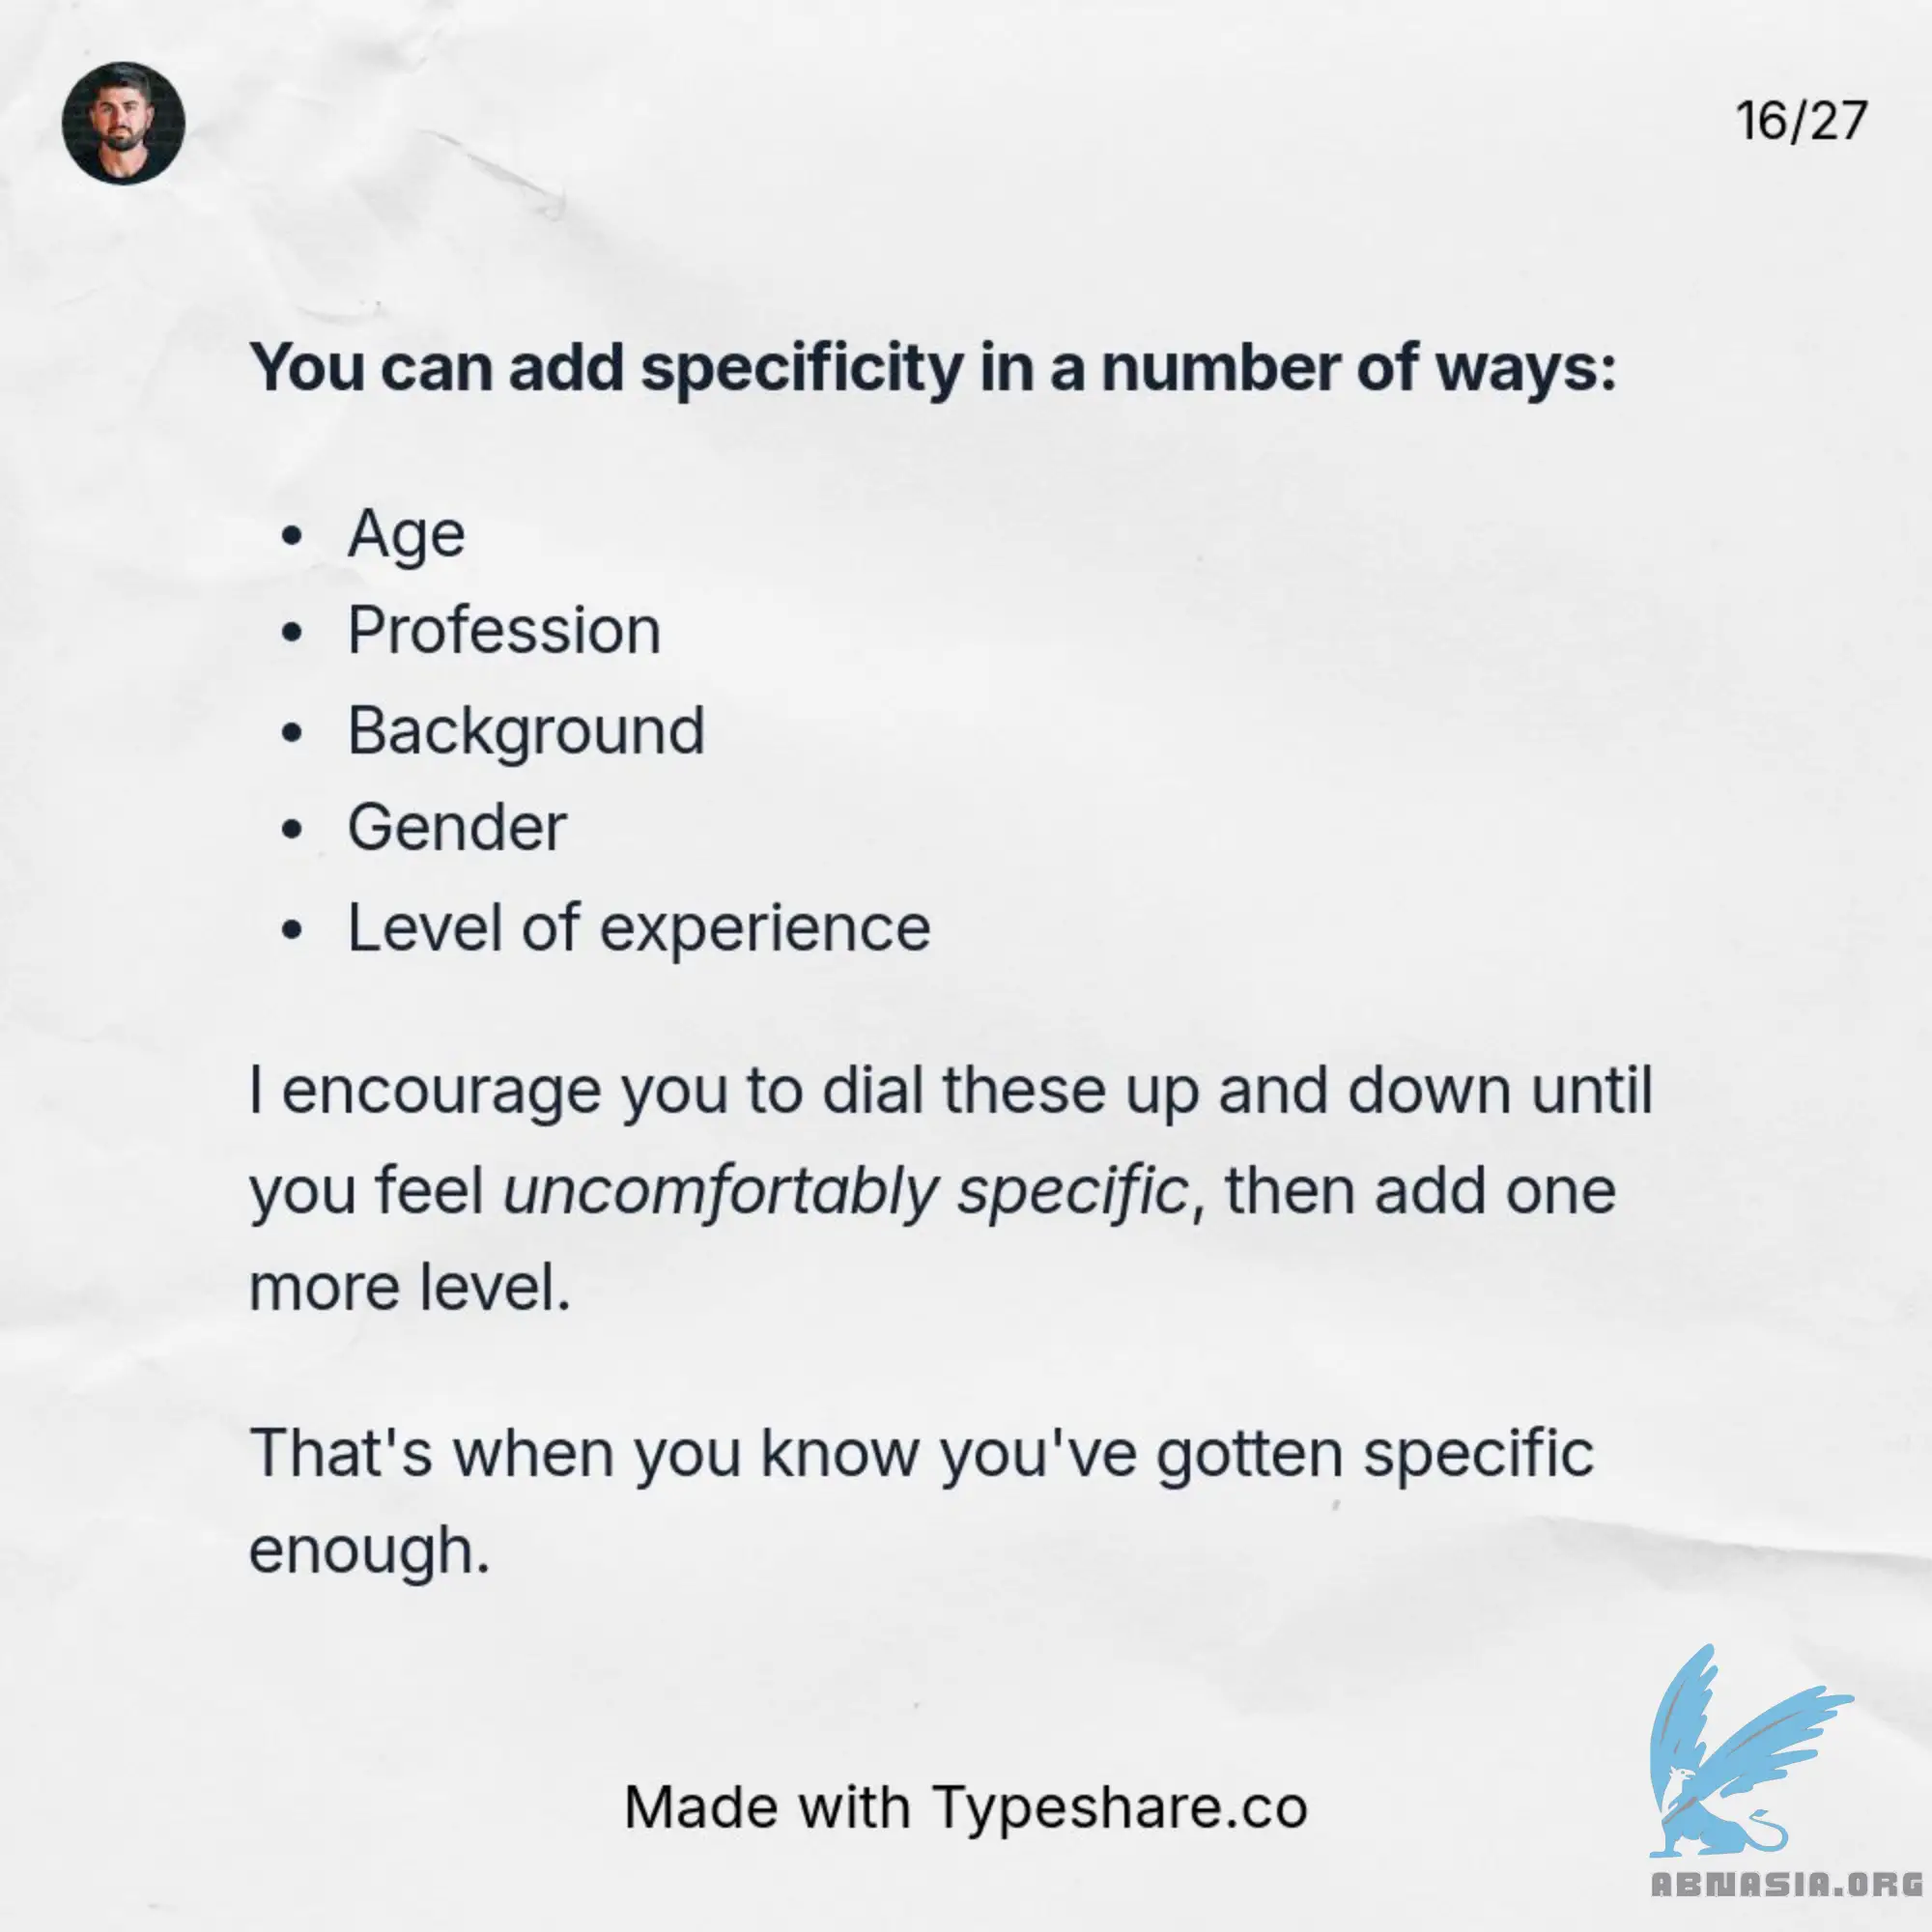 16/27
You can add specificity in a number of ways:
• Age
• Profession
• Background
• Gender
• Level of experience
I encourage you to dial these up and down until
you feel uncomfortably specific, then add one
more level.
That's when you know you've gotten specific
enough.
Made with Typeshare.co
ABNASIA.ORG